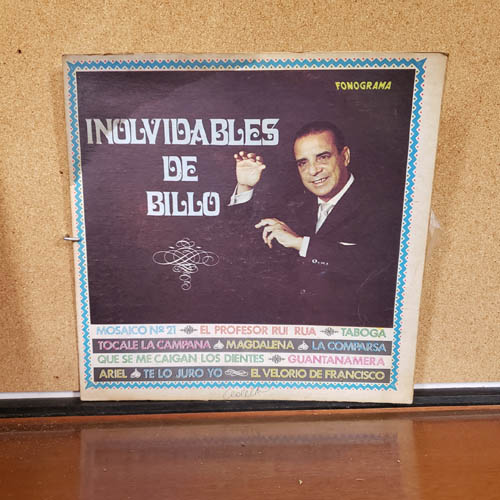 FONOGRAMA
INOLVIDABLES
DE
BILLO
MOSAICO Nº 21 EL PROFESOR RUI RUA TABOGA
TOCALE LA CAMPANA MAGDALENA LA COMPARSA
QUE SE ME CAIGAN LOS DIENTES GUANTANAMERA
ARIEL TE LO JURO YO EL VELORIO DE FRANCISCO